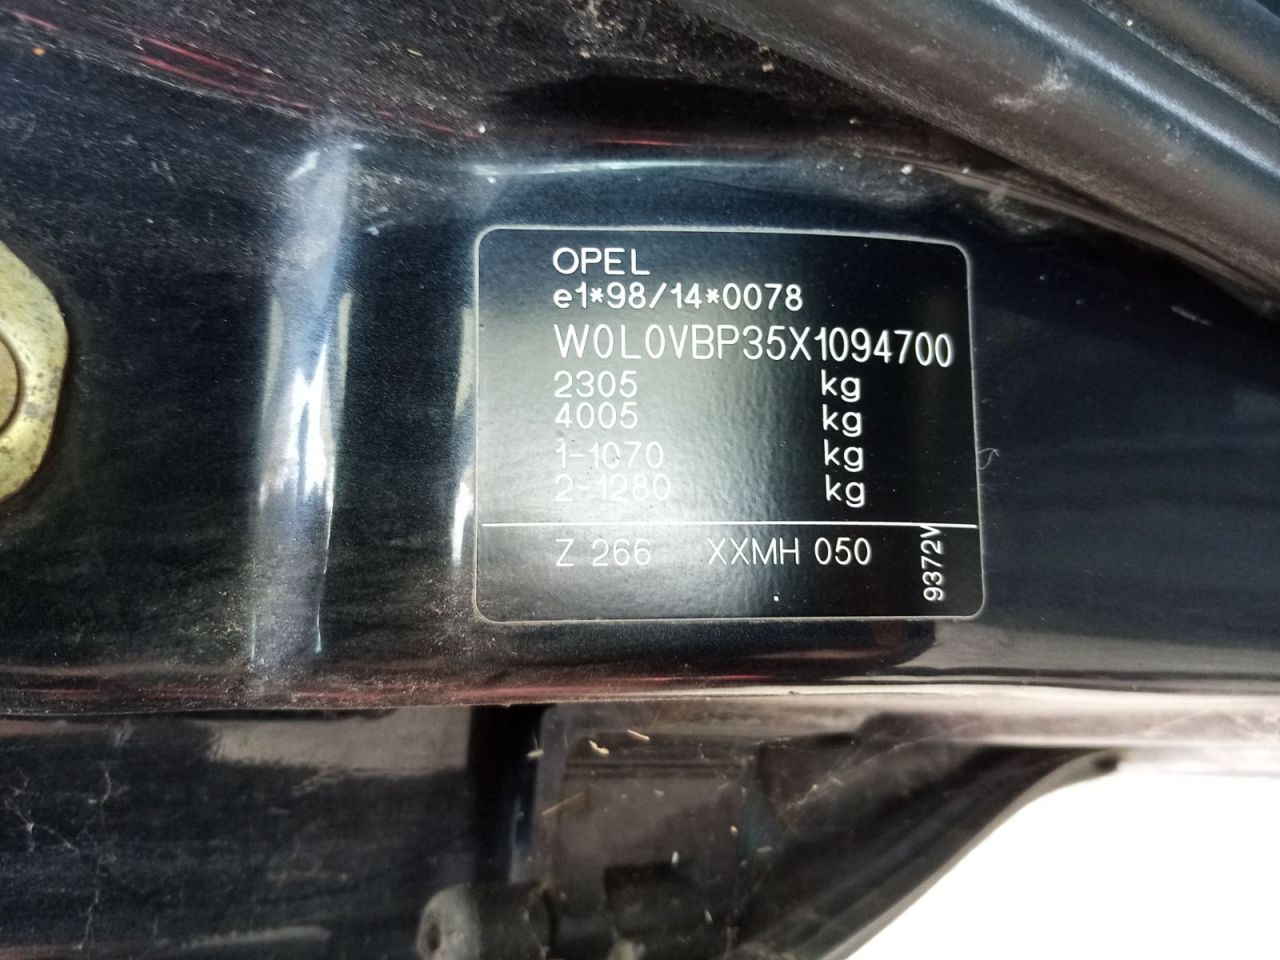 OPEL
e1*98/14*0078
W0L0VBP35X1094700
2305 kg
4005 kg
1-1070 kg
2-1280 kg
Z 266 XXMH 050
9372V